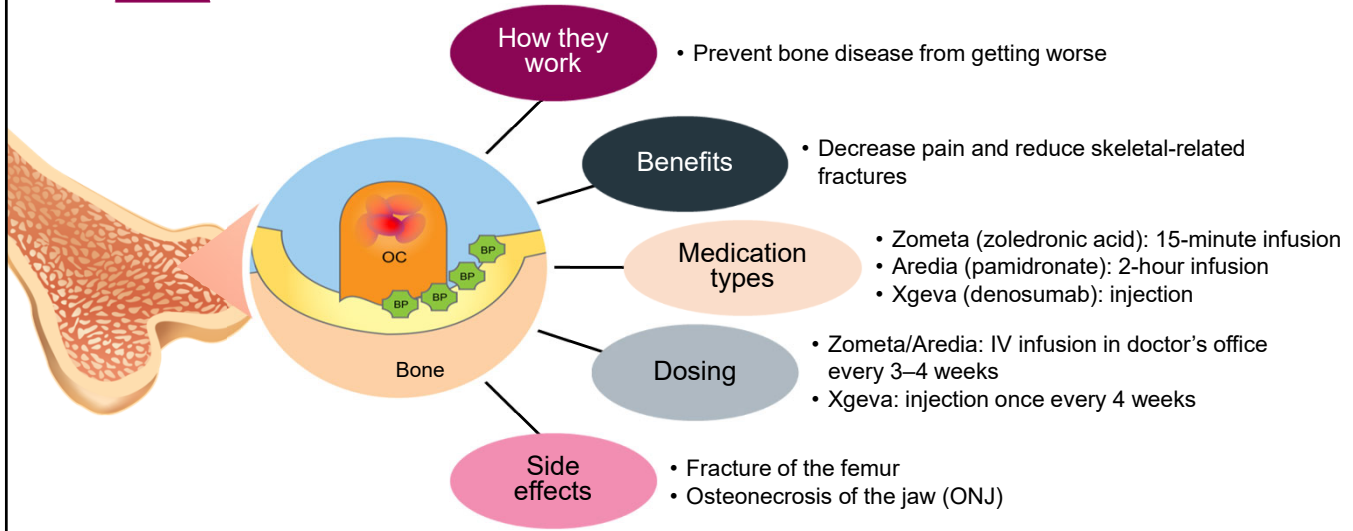 How they
work
• Prevent bone disease from getting worse
Benefits
• Decrease pain and reduce skeletal-related
fractures
Medication
types
• Zometa (zoledronic acid): 15-minute infusion
• Aredia (pamidronate): 2-hour infusion
• Xgeva (denosumab): injection
OC
BP
BP
BP
BP
Bone
Dosing
• Zometa/Aredia: IV infusion in doctor’s office
every 3–4 weeks
• Xgeva: injection once every 4 weeks
Side
effects
• Fracture of the femur
• Osteonecrosis of the jaw (ONJ)